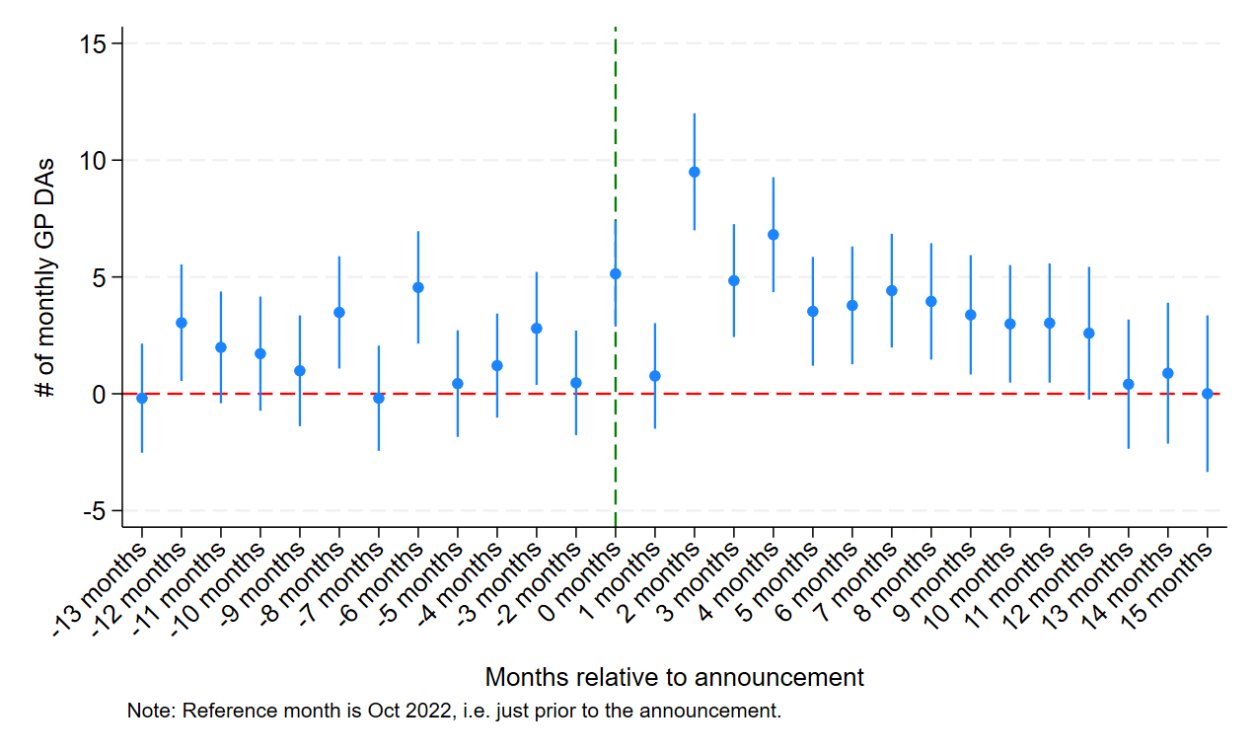 15
10
5
0
-5
# of monthly GP DAs
-13 months
-12 months
-11 months
-10 months
-9 months
-8 months
-7 months
-6 months
-5 months
-4 months
-3 months
-2 months
0 months
1 months
2 months
3 months
4 months
5 months
6 months
7 months
8 months
9 months
10 months
11 months
12 months
13 months
14 months
15 months
Months relative to announcement
Note: Reference month is Oct 2022, i.e. just prior to the announcement.